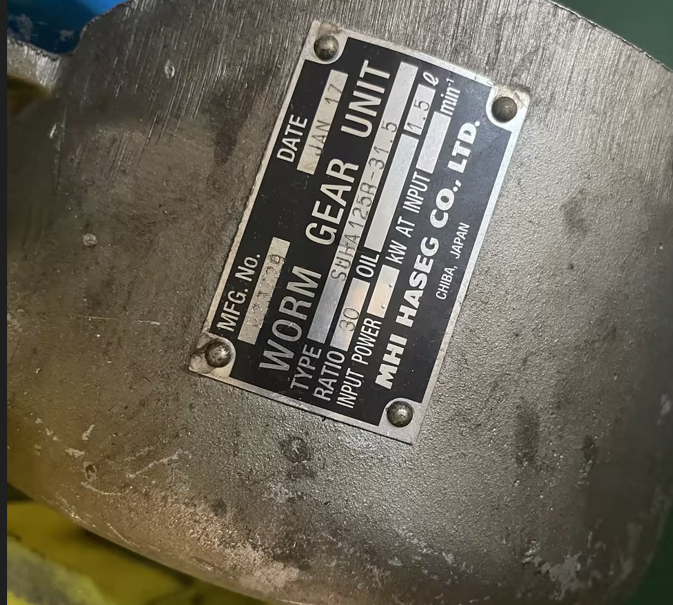 MFG. No. DATE JAN 17
WORM GEAR UNIT
TYPE SUHA125R-31.5
RATIO 30 OIL 1.5 ℓ
INPUT POWER kW AT INPUT min⁻¹
MHI HASEG CO., LTD.
CHIBA, JAPAN